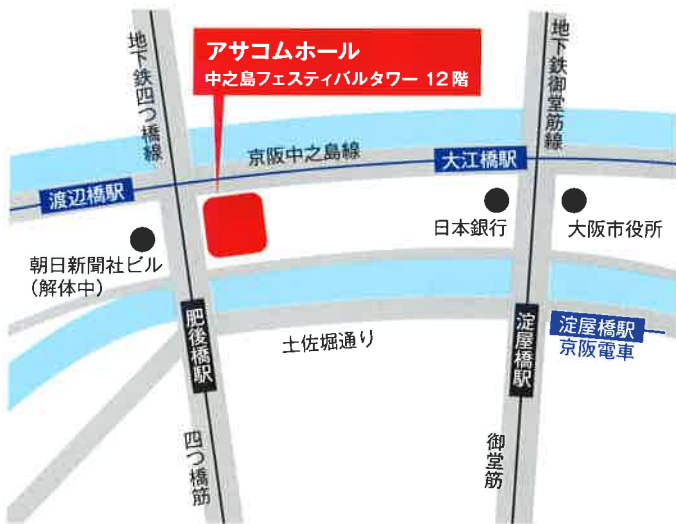 アサコムホール
中之島フェスティバルタワー 12階
地下鉄四つ橋線
地下鉄御堂筋線
京阪中之島線
大江橋駅
渡辺橋駅
日本銀行
大阪市役所
朝日新聞社ビル
(解体中)
肥後橋駅
淀屋橋駅
淀屋橋駅
京阪電車
土佐堀通り
四つ橋筋
御堂筋